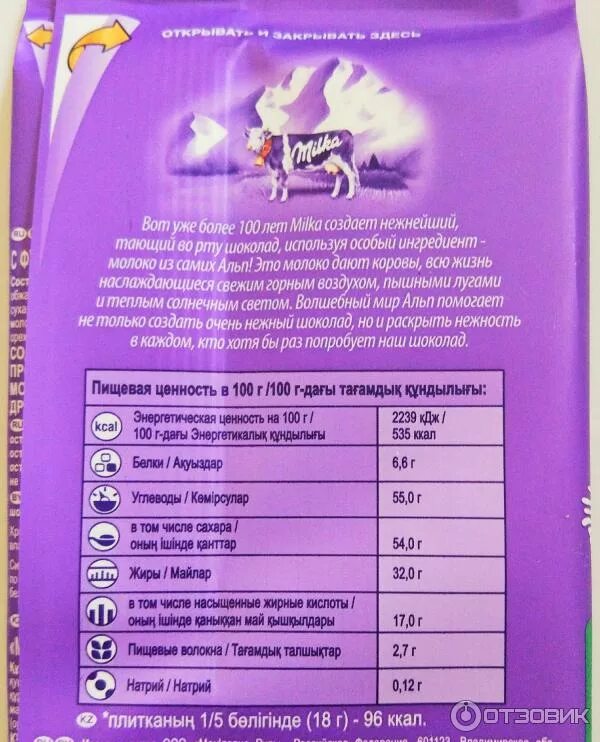 ОТКРЫВАТЬ И ЗАКРЫВАТЬ ЗДЕСЬ
Milka
Вот уже более 100 лет Milka создает нежнейший,
тающий во рту шоколад, используя особый ингредиент -
молоко из самих Альп! Это молоко дают коровы, всю жизнь
наслаждающиеся свежим горным воздухом, пышными лугами
и теплым солнечным светом. Волшебный мир Альп помогает
не только создать очень нежный шоколад, но и раскрыть нежность
в каждом, кто хотя бы раз попробует наш шоколад.
Пищевая ценность в 100 г /100 г-дағы тағамдық құндылығы:
kcal Энергетическая ценность на 100 г / 2239 кДж /
100 г-дағы Энергетикалық құндылығы 535 ккал
Белки / Ақуыздар 6,6 г
Углеводы / Көмірсулар 55,0 г
в том числе сахара /
оның ішінде қанттар 54,0 г
Жиры / Майлар 32,0 г
в том числе насыщенные жирные кислоты /
оның ішінде қаныққан май қышқылдары 17,0 г
Пищевые волокна / Тағамдық талшықтар 2,7 г
Натрий / Натрий 0,12 г
KZ *плитканың 1/5 бөлігінде (18 г) - 96 ккал.
ОТЗОВИК